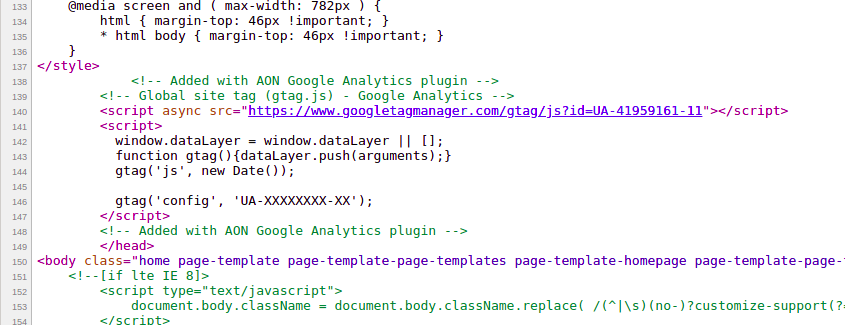 133 @media screen and ( max-width: 782px ) {
134 html { margin-top: 46px !important; }
135 * html body { margin-top: 46px !important; }
136 }
137 </style>
138 <!-- Added with AON Google Analytics plugin -->
139 <!-- Global site tag (gtag.js) - Google Analytics -->
140 <script async src="https://www.googletagmanager.com/gtag/js?id=UA-41959161-11"></script>
141 <script>
142 window.dataLayer = window.dataLayer || [];
143 function gtag(){dataLayer.push(arguments);}
144 gtag('js', new Date());
145
146 gtag('config', 'UA-XXXXXXXX-XX');
147 </script>
148 <!-- Added with AON Google Analytics plugin -->
149 </head>
150 <body class="home page-template page-template-page-templates page-template-homepage page-template-page-t
151 <!--[if lte IE 8]>
152 <script type="text/javascript">
153 document.body.className = document.body.className.replace( /(^|\s)(no-)?customize-support(?=
154 </script>